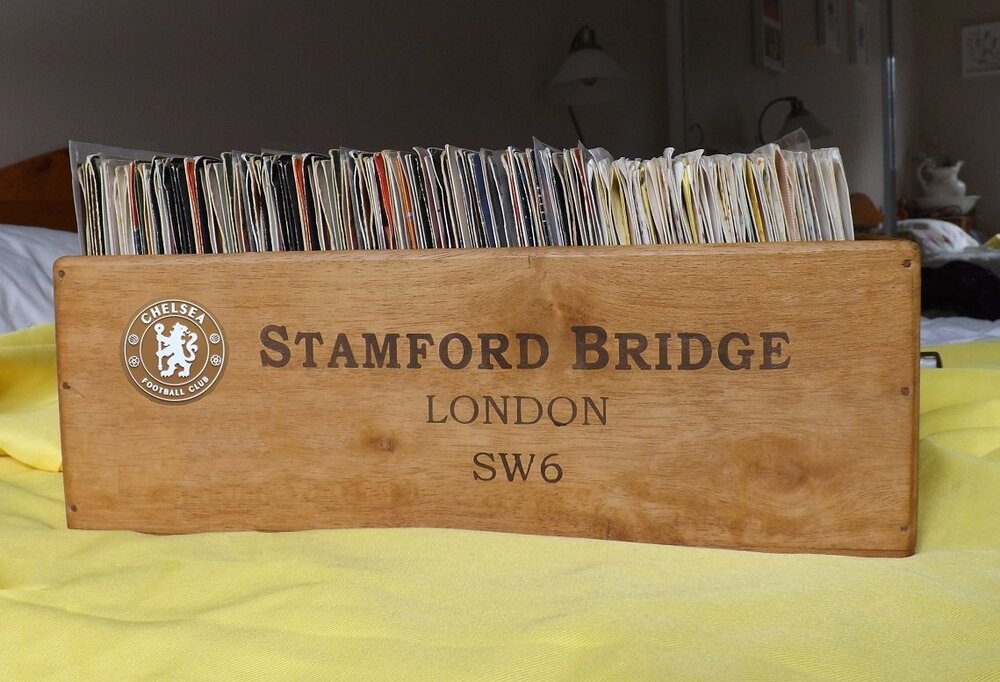 CHELSEA
FOOTBALL CLUB
STAMFORD BRIDGE
LONDON
SW6